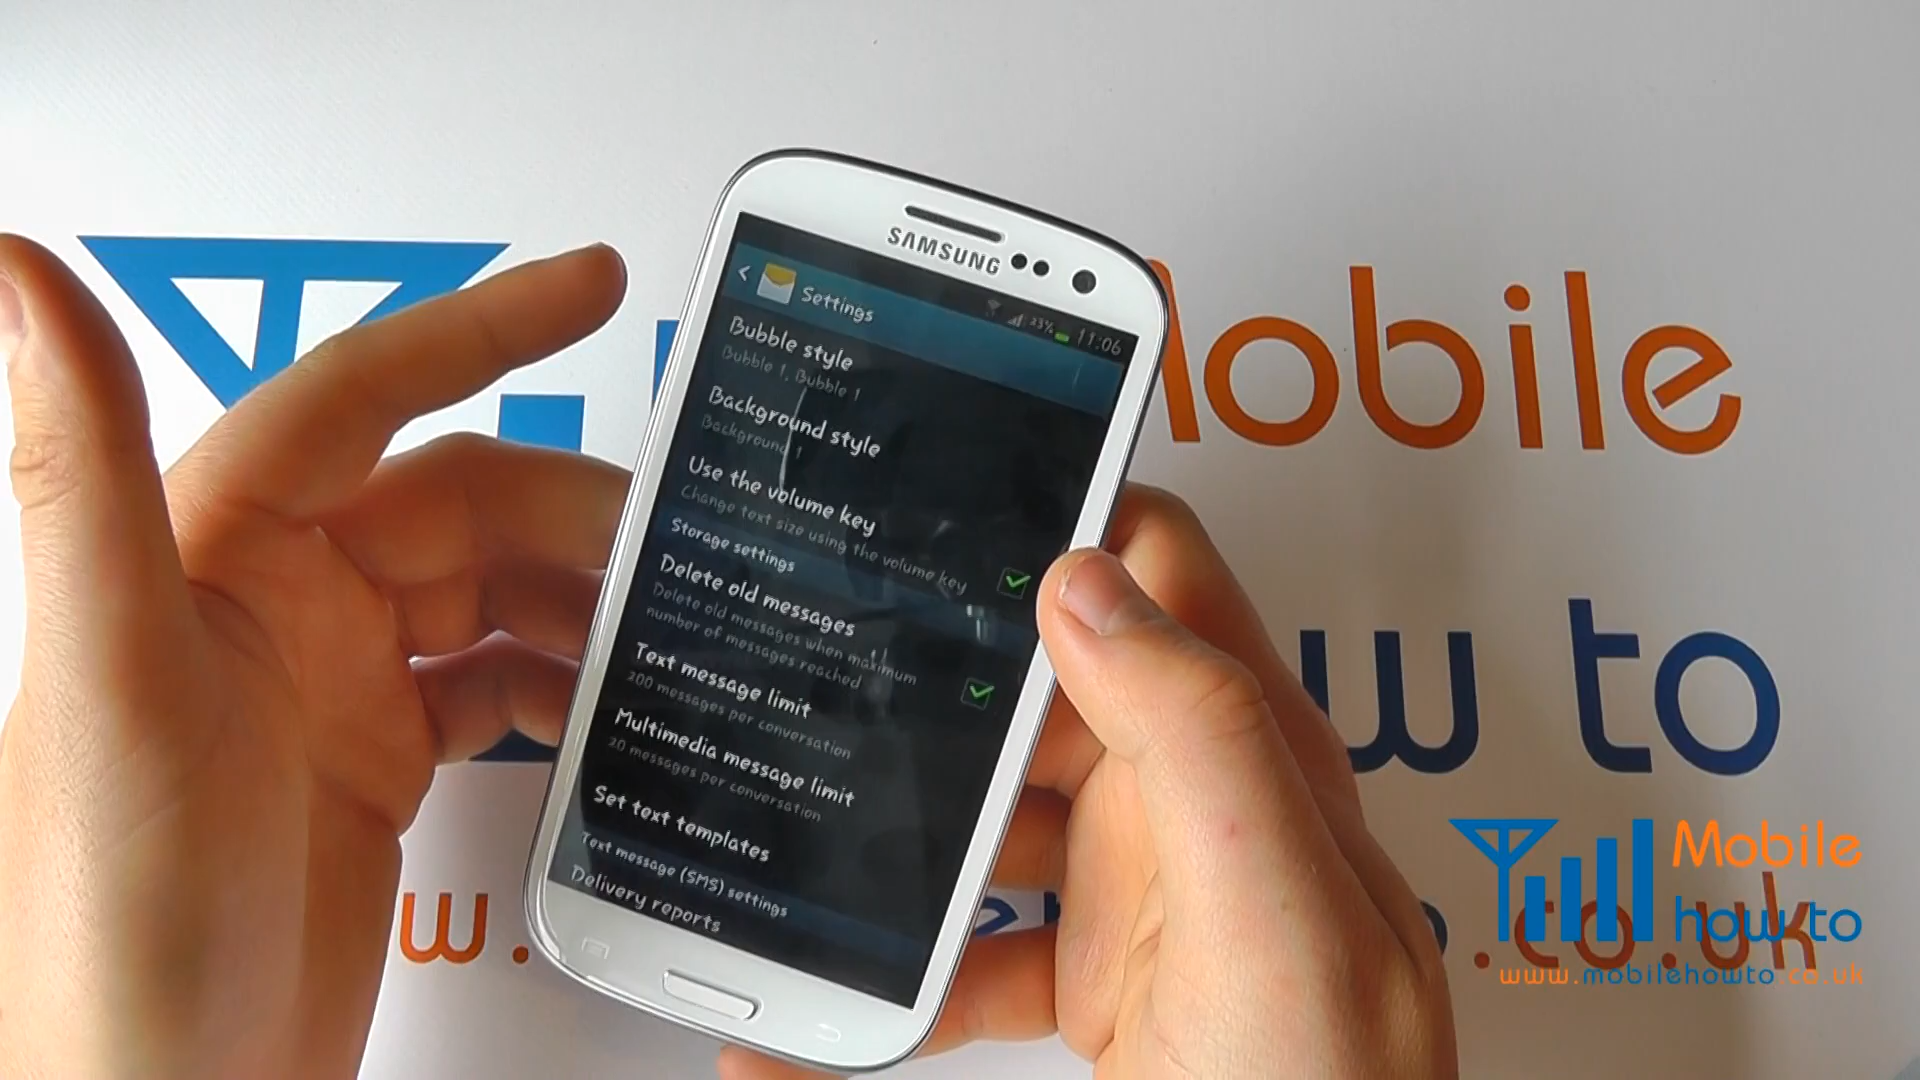 SAMSUNG
23% 11:06
Settings
Bubble style
Bubble 1, Bubble 1
Background style
Background 1
Use the volume key
Change text size using the volume key
Storage settings
Delete old messages
Delete old messages when maximum
number of messages reached
Text message limit
200 messages per conversation
Multimedia message limit
20 messages per conversation
Set text templates
Text message (SMS) settings
Delivery reports
Mobile
w to
w.
.co.uk
Mobile
how to
www.mobilehowto.co.uk